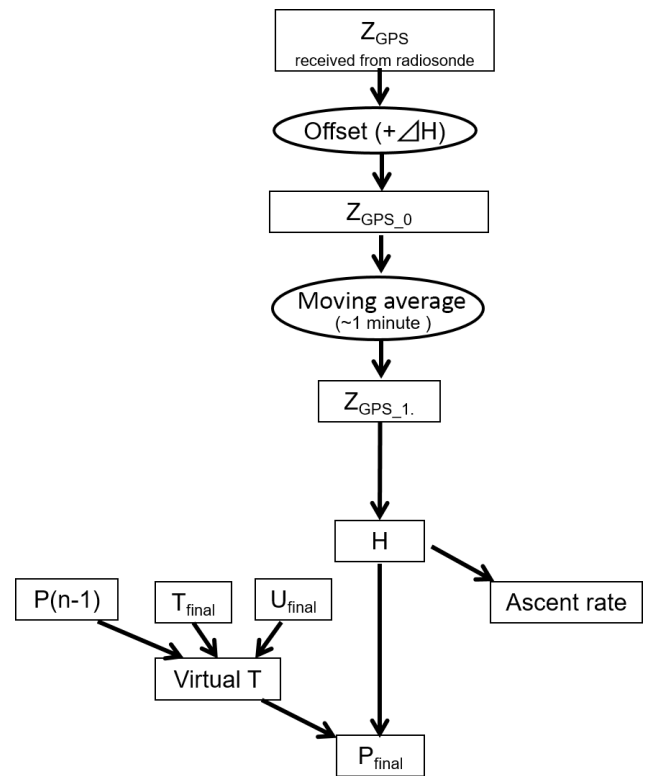 Z_GPS
received from radiosonde
Offset (+⊿H)
Z_GPS_0
Moving average
(~1 minute )
Z_GPS_1.
H
P(n-1)
T_final
U_final
Ascent rate
Virtual T
P_final